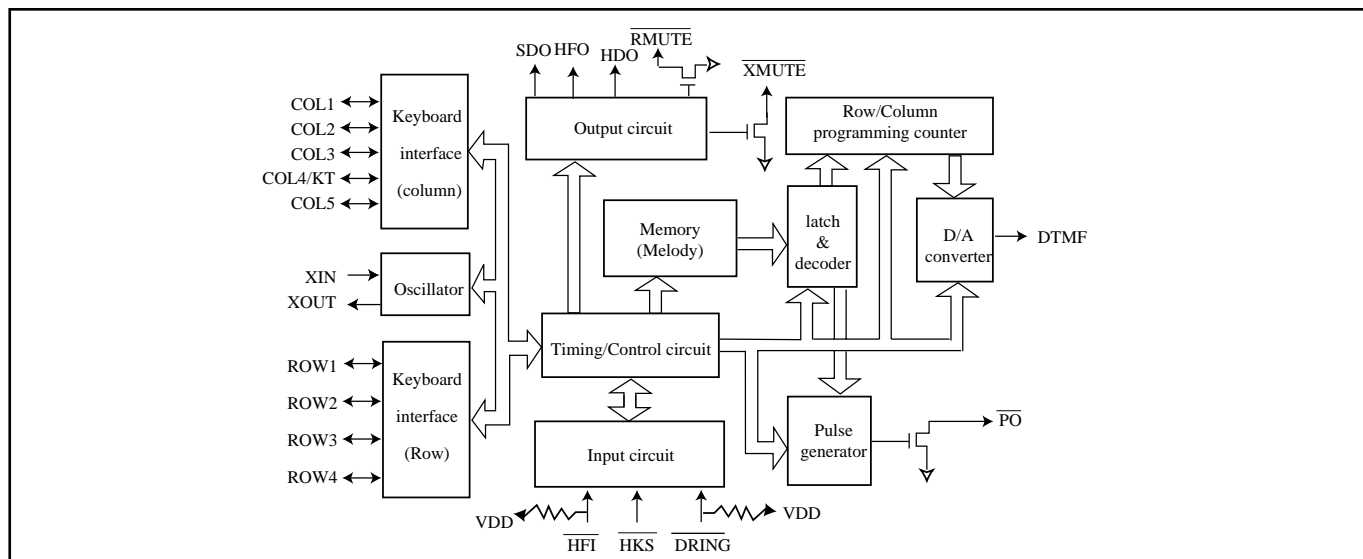 SDO
HFO
HDO
RMUTE
XMUTE
COL1
COL2
COL3
COL4/KT
COL5
Keyboard
interface
(column)
Output circuit
Row/Column
programming counter
Memory
(Melody)
latch
&
decoder
D/A
converter
DTMF
XIN
XOUT
Oscillator
Timing/Control circuit
ROW1
ROW2
ROW3
ROW4
Keyboard
interface
(Row)
Input circuit
Pulse
generator
PO
VDD
VDD
HFI
HKS
DRING